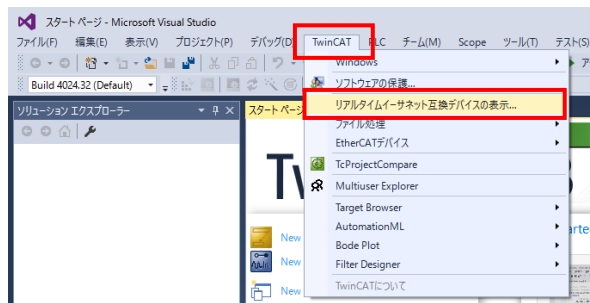 スタート ページ - Microsoft Visual Studio
ファイル(F) 編集(E) 表示(V) プロジェクト(P) デバッグ(D) TwinCAT PLC チーム(M) Scope ツール(T) テスト(S)
Build 4024.32 (Default)
ソリューション エクスプローラー
スタート ページ
Windows
ソフトウェアの保護...
リアルタイムイーサネット互換デバイスの表示...
ファイル処理
EtherCATデバイス
TcProjectCompare
Multiuser Explorer
Target Browser
AutomationML
Bode Plot
Filter Designer
TwinCATについて
New
New
New